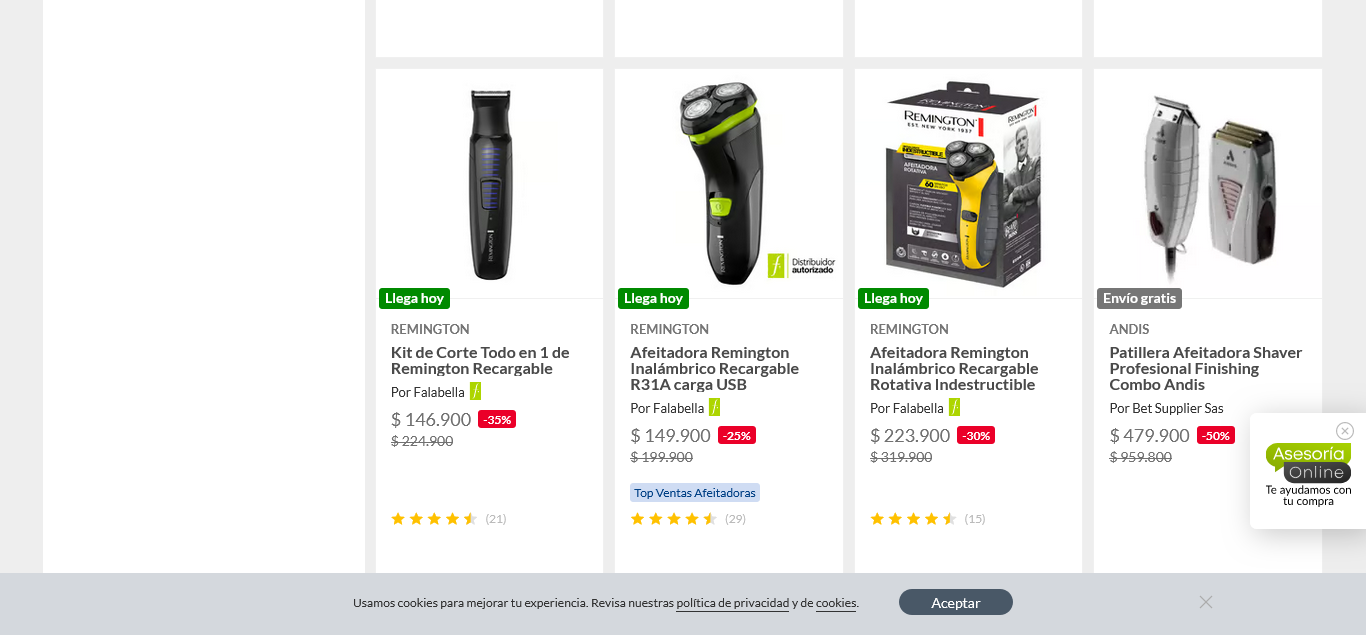 REMINGTON
Distribuidor
autorizado
REMINGTON
EST. NEW YORK 1937
INDESTRUCTIBLE
AFEITADORA
ROTATIVA
60
Llega hoy
REMINGTON
Kit de Corte Todo en 1 de
Remington Recargable
Por Falabella
$ 146.900 -35%
$ 224.900
(21)
Llega hoy
REMINGTON
Afeitadora Remington
Inalámbrico Recargable
R31A carga USB
Por Falabella
$ 149.900 -25%
$ 199.900
Top Ventas Afeitadoras
(29)
Llega hoy
REMINGTON
Afeitadora Remington
Inalámbrico Recargable
Rotativa Indestructible
Por Falabella
$ 223.900 -30%
$ 319.900
(15)
Envío gratis
ANDIS
Patillera Afeitadora Shaver
Profesional Finishing
Combo Andis
Por Bet Supplier Sas
$ 479.900 -50%
$ 959.800
Asesoría
Online
Te ayudamos con
tu compra
Usamos cookies para mejorar tu experiencia. Revisa nuestras política de privacidad y de cookies.
Aceptar